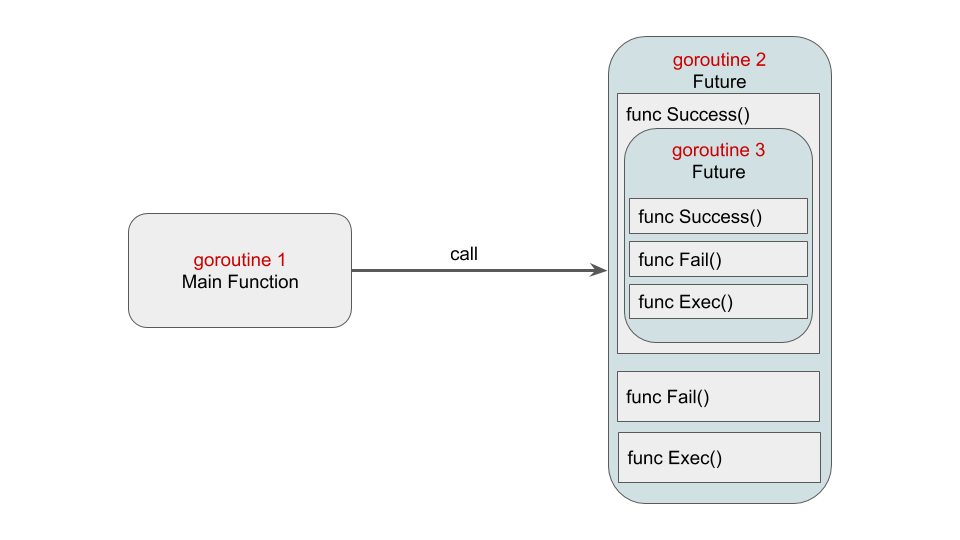 goroutine 1
Main Function
call
goroutine 2
Future
func Success()
goroutine 3
Future
func Success()
func Fail()
func Exec()
func Fail()
func Exec()